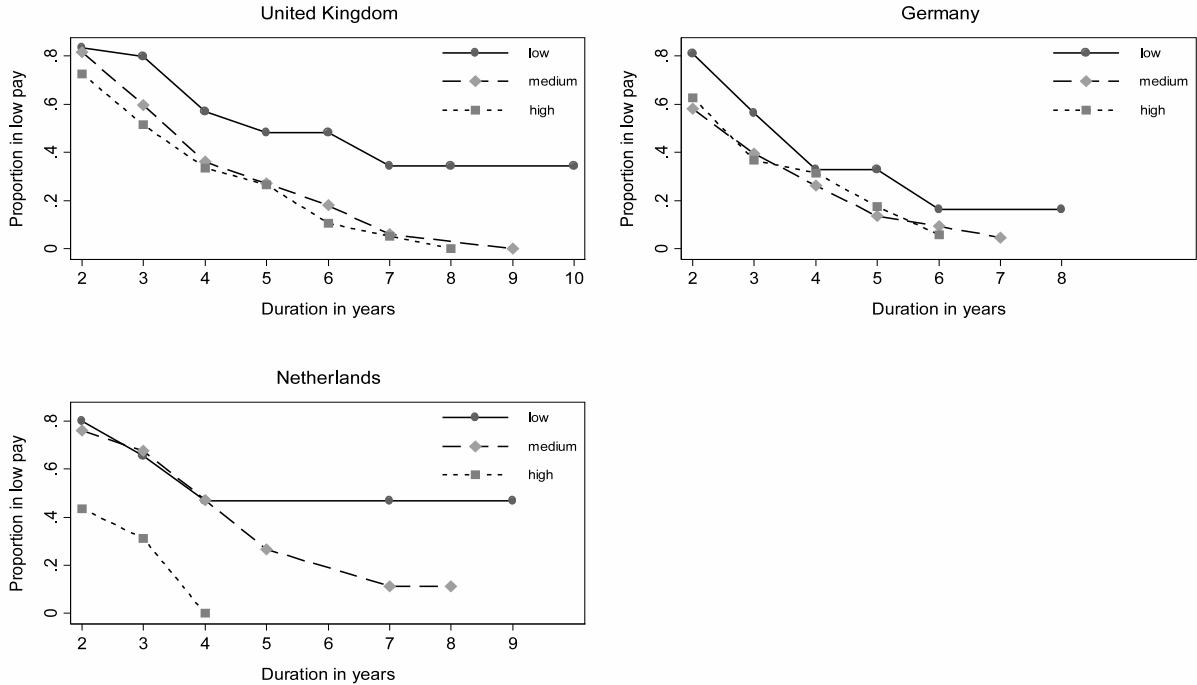 United Kingdom
Proportion in low pay
0 .2 .4 .6 .8
low
medium
high
2 3 4 5 6 7 8 9 10
Duration in years
Germany
Proportion in low pay
0 .2 .4 .6 .8
low
medium
high
2 3 4 5 6 7 8
Duration in years
Netherlands
Proportion in low pay
0 .2 .4 .6 .8
low
medium
high
2 3 4 5 6 7 8 9
Duration in years